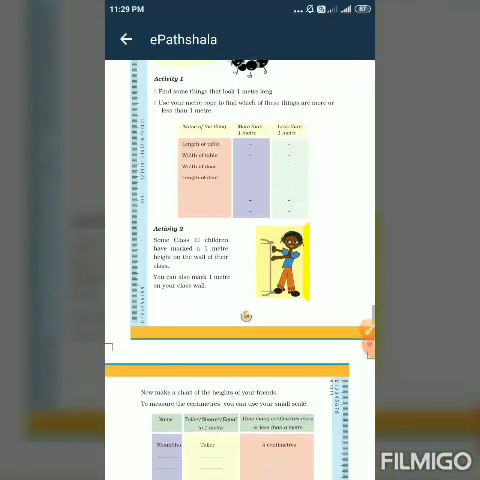 11:29 PM
87
ePathshala
Activity 1
Find some things that look 1 metre long
Use your metre rope to find which of these things are more or
less than 1 metre
Name of the thing More than 1 metre Less than 1 metre
Length of table - -
Width of table - -
Width of door
Length of door
- -
- -
Activity 2
Some Class III children
have marked a 1 metre
height on the wall of their
class.
You can also mark 1 metre
on your class wall.
Now make a chart of the heights of your friends.
To measure the centimetres, you can use your small scale.
Name Taller/Shorter/Equal to 1 metre How many centimetres more or less than a metre
Shambhu Taller 4 centimetres
FILMIGO